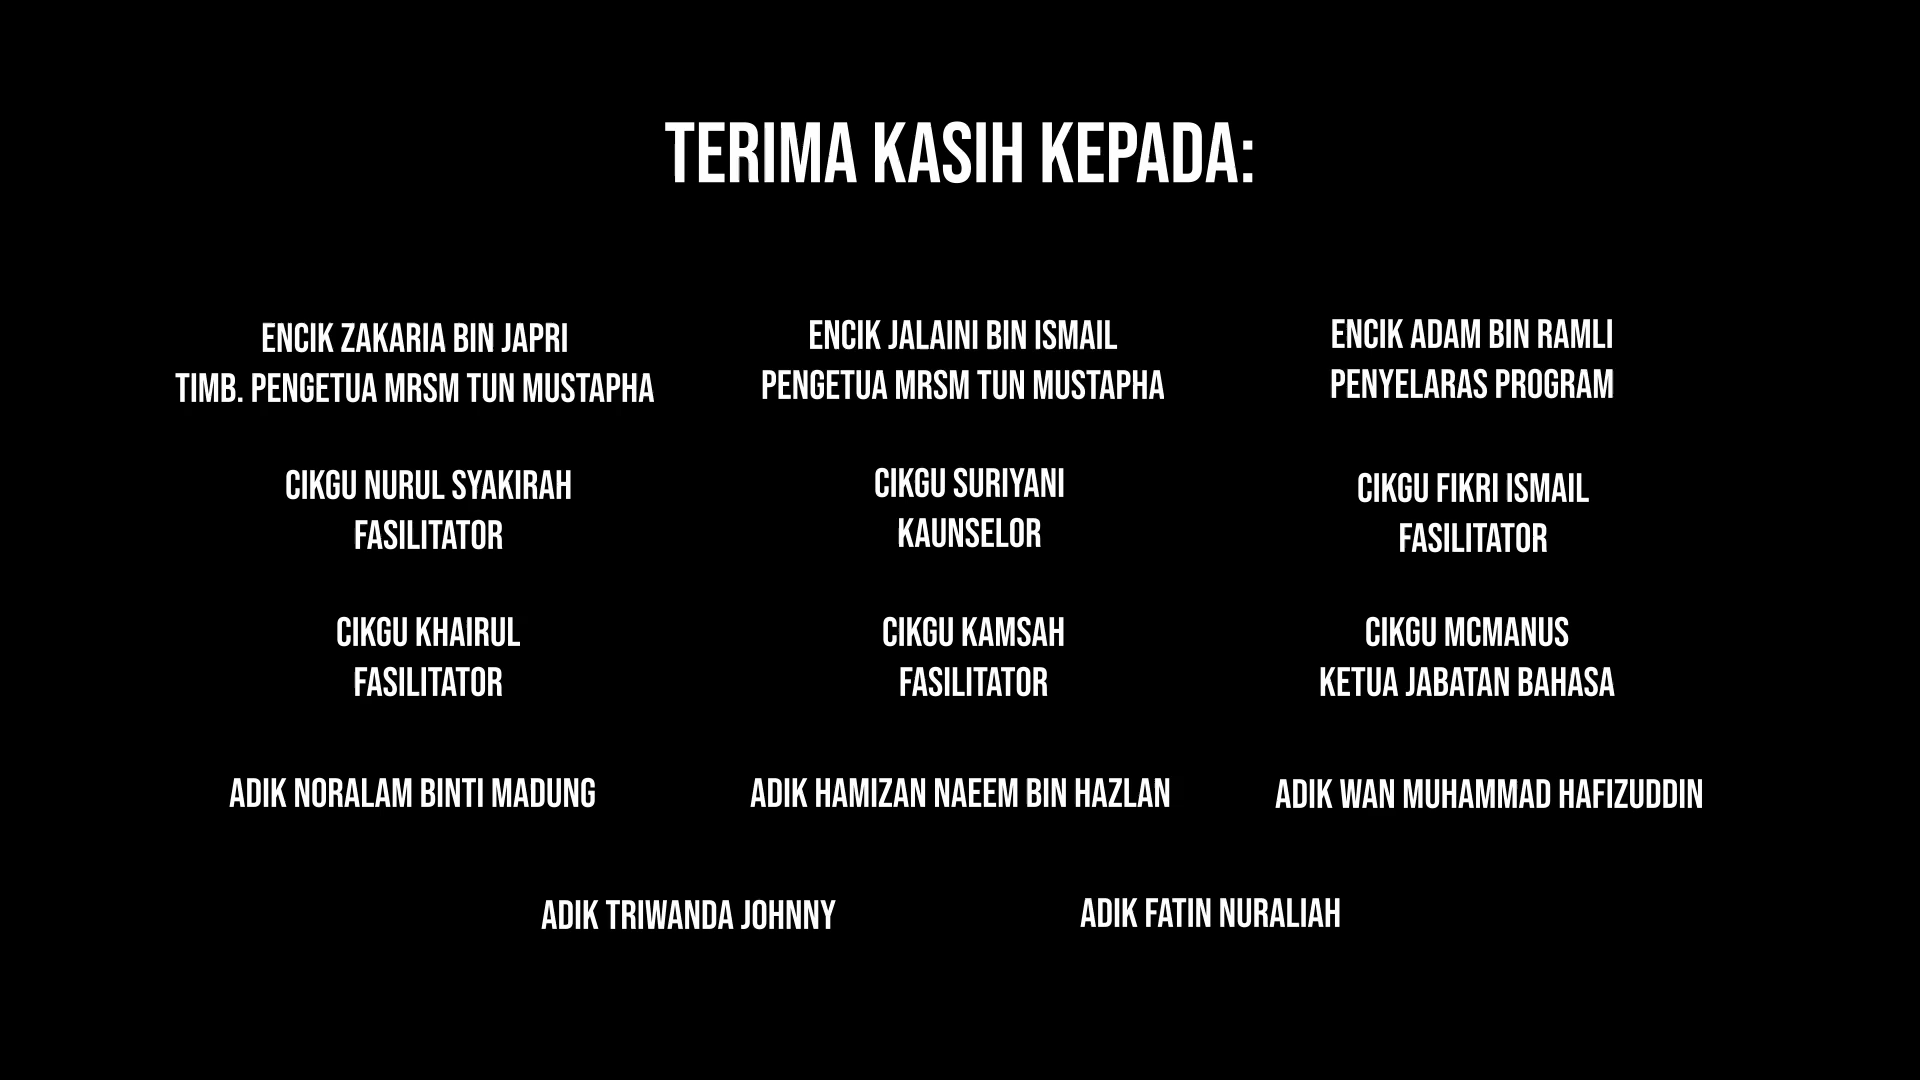 TERIMA KASIH KEPADA:
ENCIK ZAKARIA BIN JAPRI
TIMB. PENGETUA MRSM TUN MUSTAPHA
ENCIK JALAINI BIN ISMAIL
PENGETUA MRSM TUN MUSTAPHA
ENCIK ADAM BIN RAMLI
PENYELARAS PROGRAM
CIKGU NURUL SYAKIRAH
FASILITATOR
CIKGU SURIYANI
KAUNSELOR
CIKGU FIKRI ISMAIL
FASILITATOR
CIKGU KHAIRUL
FASILITATOR
CIKGU KAMSAH
FASILITATOR
CIKGU MCMANUS
KETUA JABATAN BAHASA
ADIK NORALAM BINTI MADUNG
ADIK HAMIZAN NAEEM BIN HAZLAN
ADIK WAN MUHAMMAD HAFIZUDDIN
ADIK TRIWANDA JOHNNY
ADIK FATIN NURALIAH